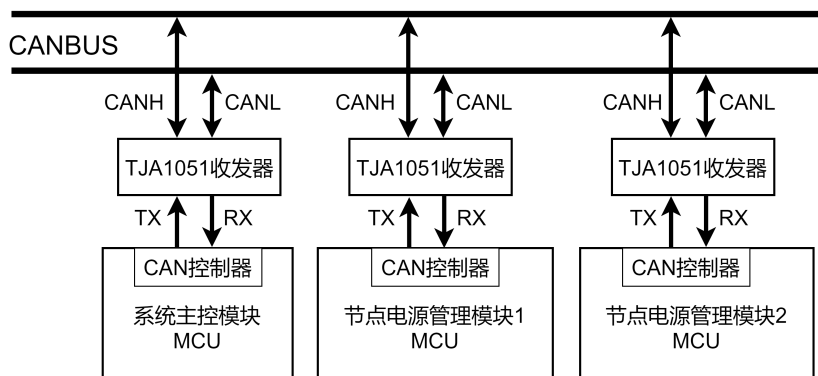 CANBUS
CANH
CANL
CANH
CANL
CANH
CANL
TJA1051收发器
TJA1051收发器
TJA1051收发器
TX
RX
TX
RX
TX
RX
CAN控制器
CAN控制器
CAN控制器
系统主控模块
MCU
节点电源管理模块1
MCU
节点电源管理模块2
MCU